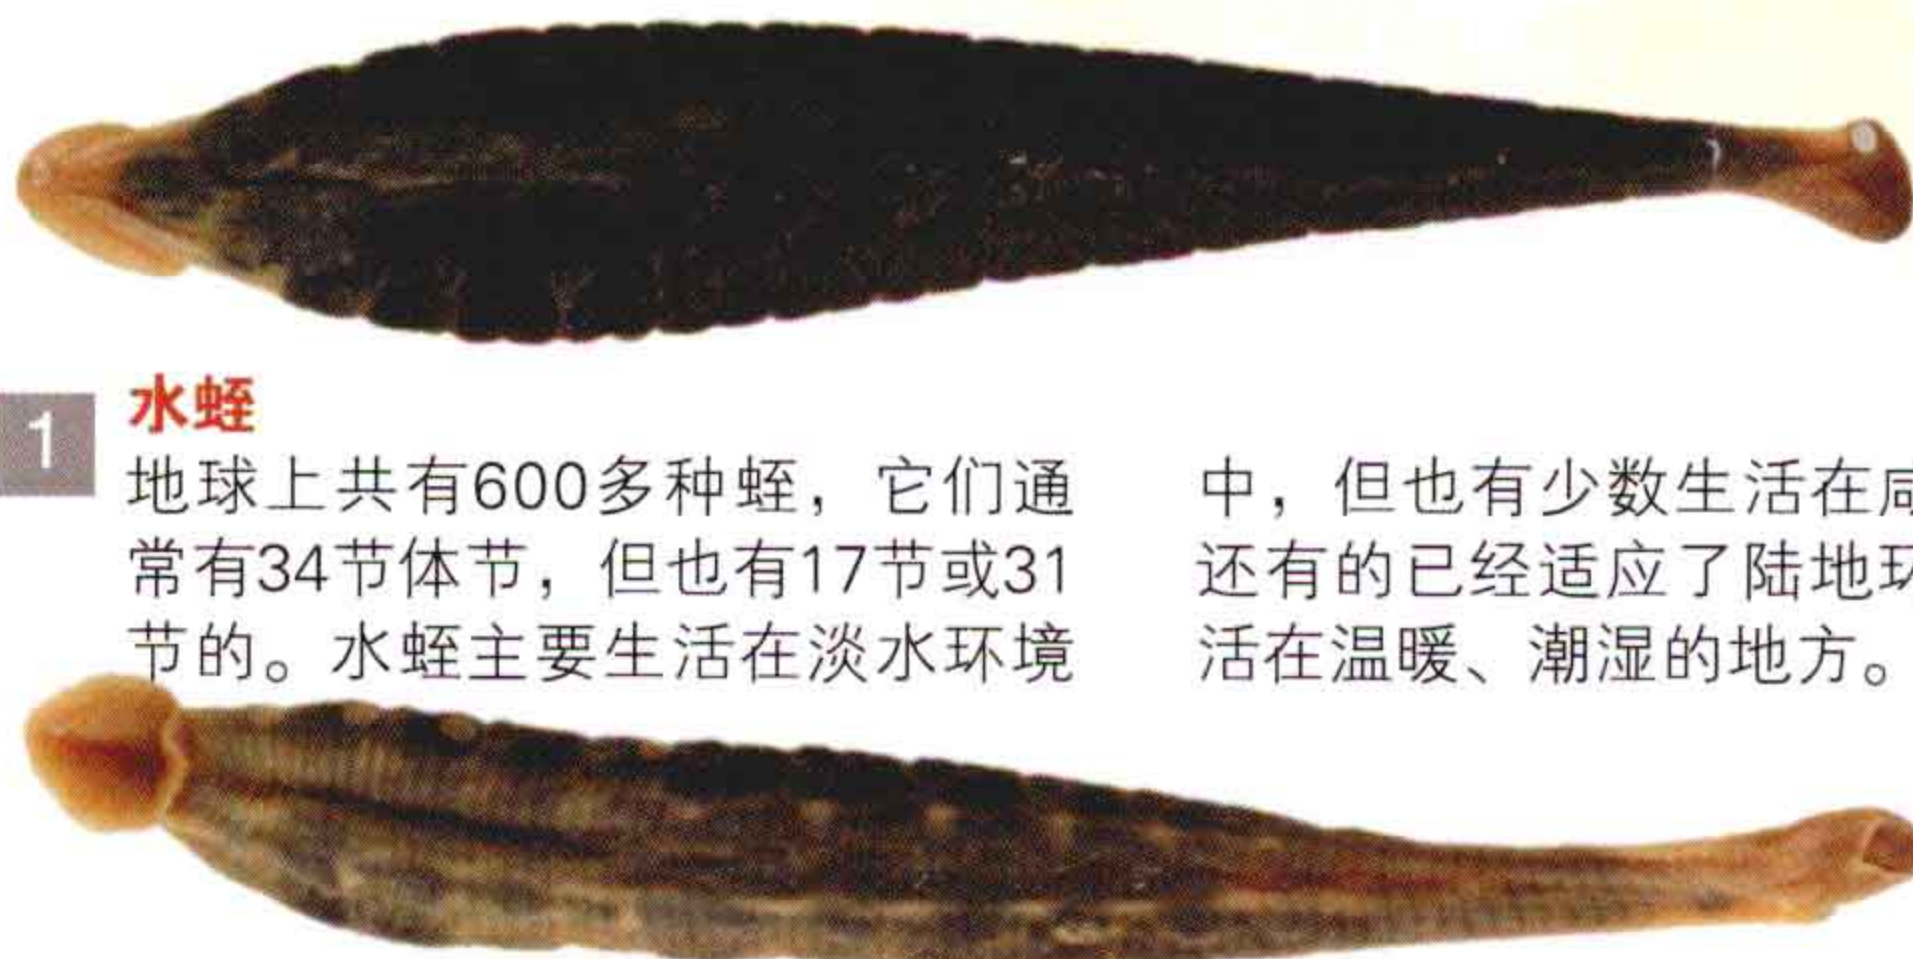 1
水蛭
地球上共有600多种蛭，它们通
常有34节体节，但也有17节或31
节的。水蛭主要生活在淡水环境
中，但也有少数生活在咸
还有的已经适应了陆地环
活在温暖、潮湿的地方。